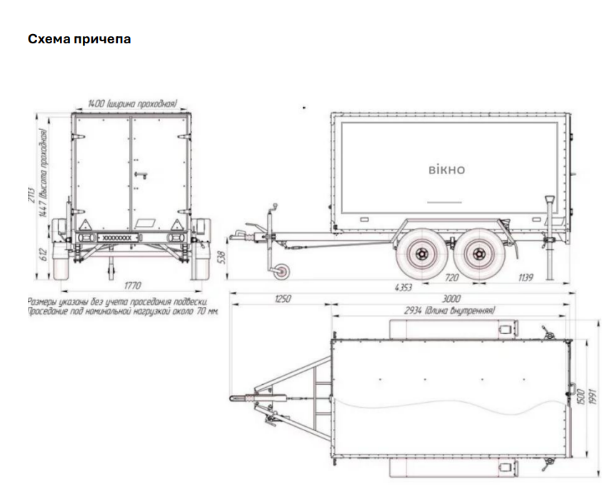 Схема причепа
1400 (ширина проходная)
2113
1447 (Высота проходная)
612
XXXXXXXX
1770
Размеры указаны без учета проседания подвески.
Проседание под номинальной нагрузкой около 70 мм.
вікно
538
720
1139
4353
1250
3000
2934 (Длина внутренняя)
1500
1991